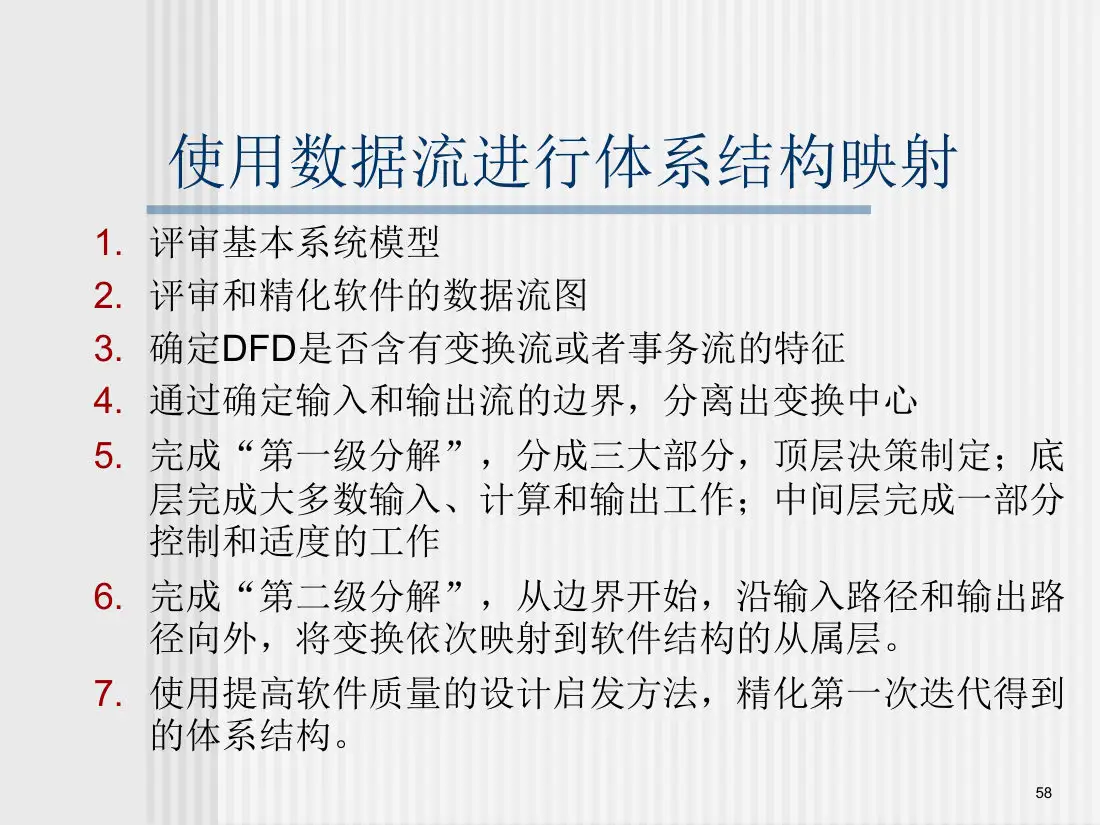 使用数据流进行体系结构映射
1. 评审基本系统模型
2. 评审和精化软件的数据流图
3. 确定DFD是否含有变换流或者事务流的特征
4. 通过确定输入和输出流的边界，分离出变换中心
5. 完成“第一级分解”，分成三大部分，顶层决策制定；底
层完成大多数输入、计算和输出工作；中间层完成一部分
控制和适度的工作
6. 完成“第二级分解”，从边界开始，沿输入路径和输出路
径向外，将变换依次映射到软件结构的从属层。
7. 使用提高软件质量的设计启发方法，精化第一次迭代得到
的体系结构。
58